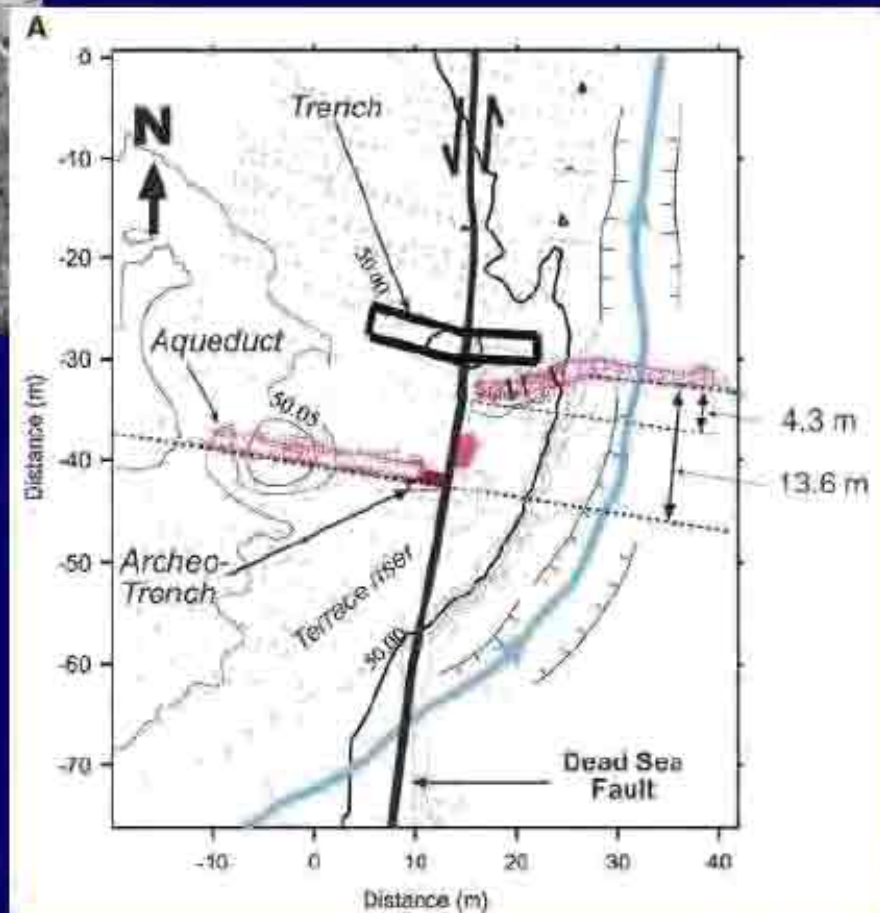 A
0
-10
-20
-30
-40
-50
-60
-70
Distance (m)
N
Trench
50.00
Aqueduct
50.05
4.3 m
13.6 m
Archeo-
Trench
Terrace riser
50.00
Dead Sea
Fault
-10
0
10
20
30
40
Distance (m)